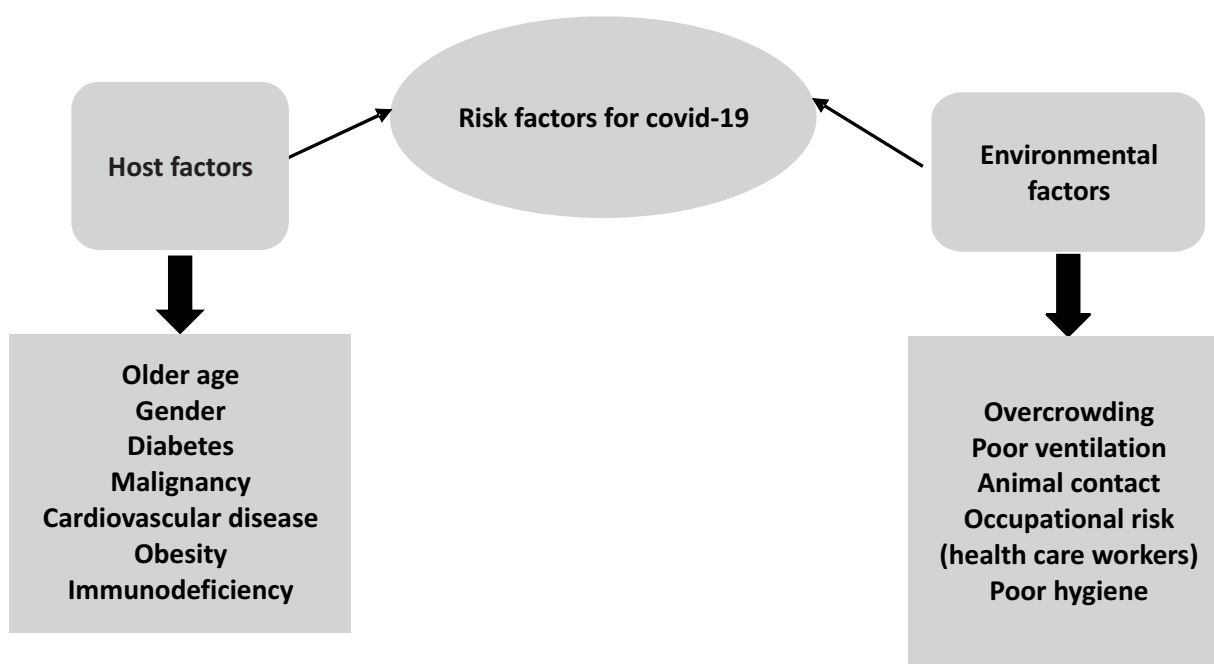 Risk factors for covid-19
Host factors
Environmental
factors
Older age
Gender
Diabetes
Malignancy
Cardiovascular disease
Obesity
Immunodeficiency
Overcrowding
Poor ventilation
Animal contact
Occupational risk
(health care workers)
Poor hygiene